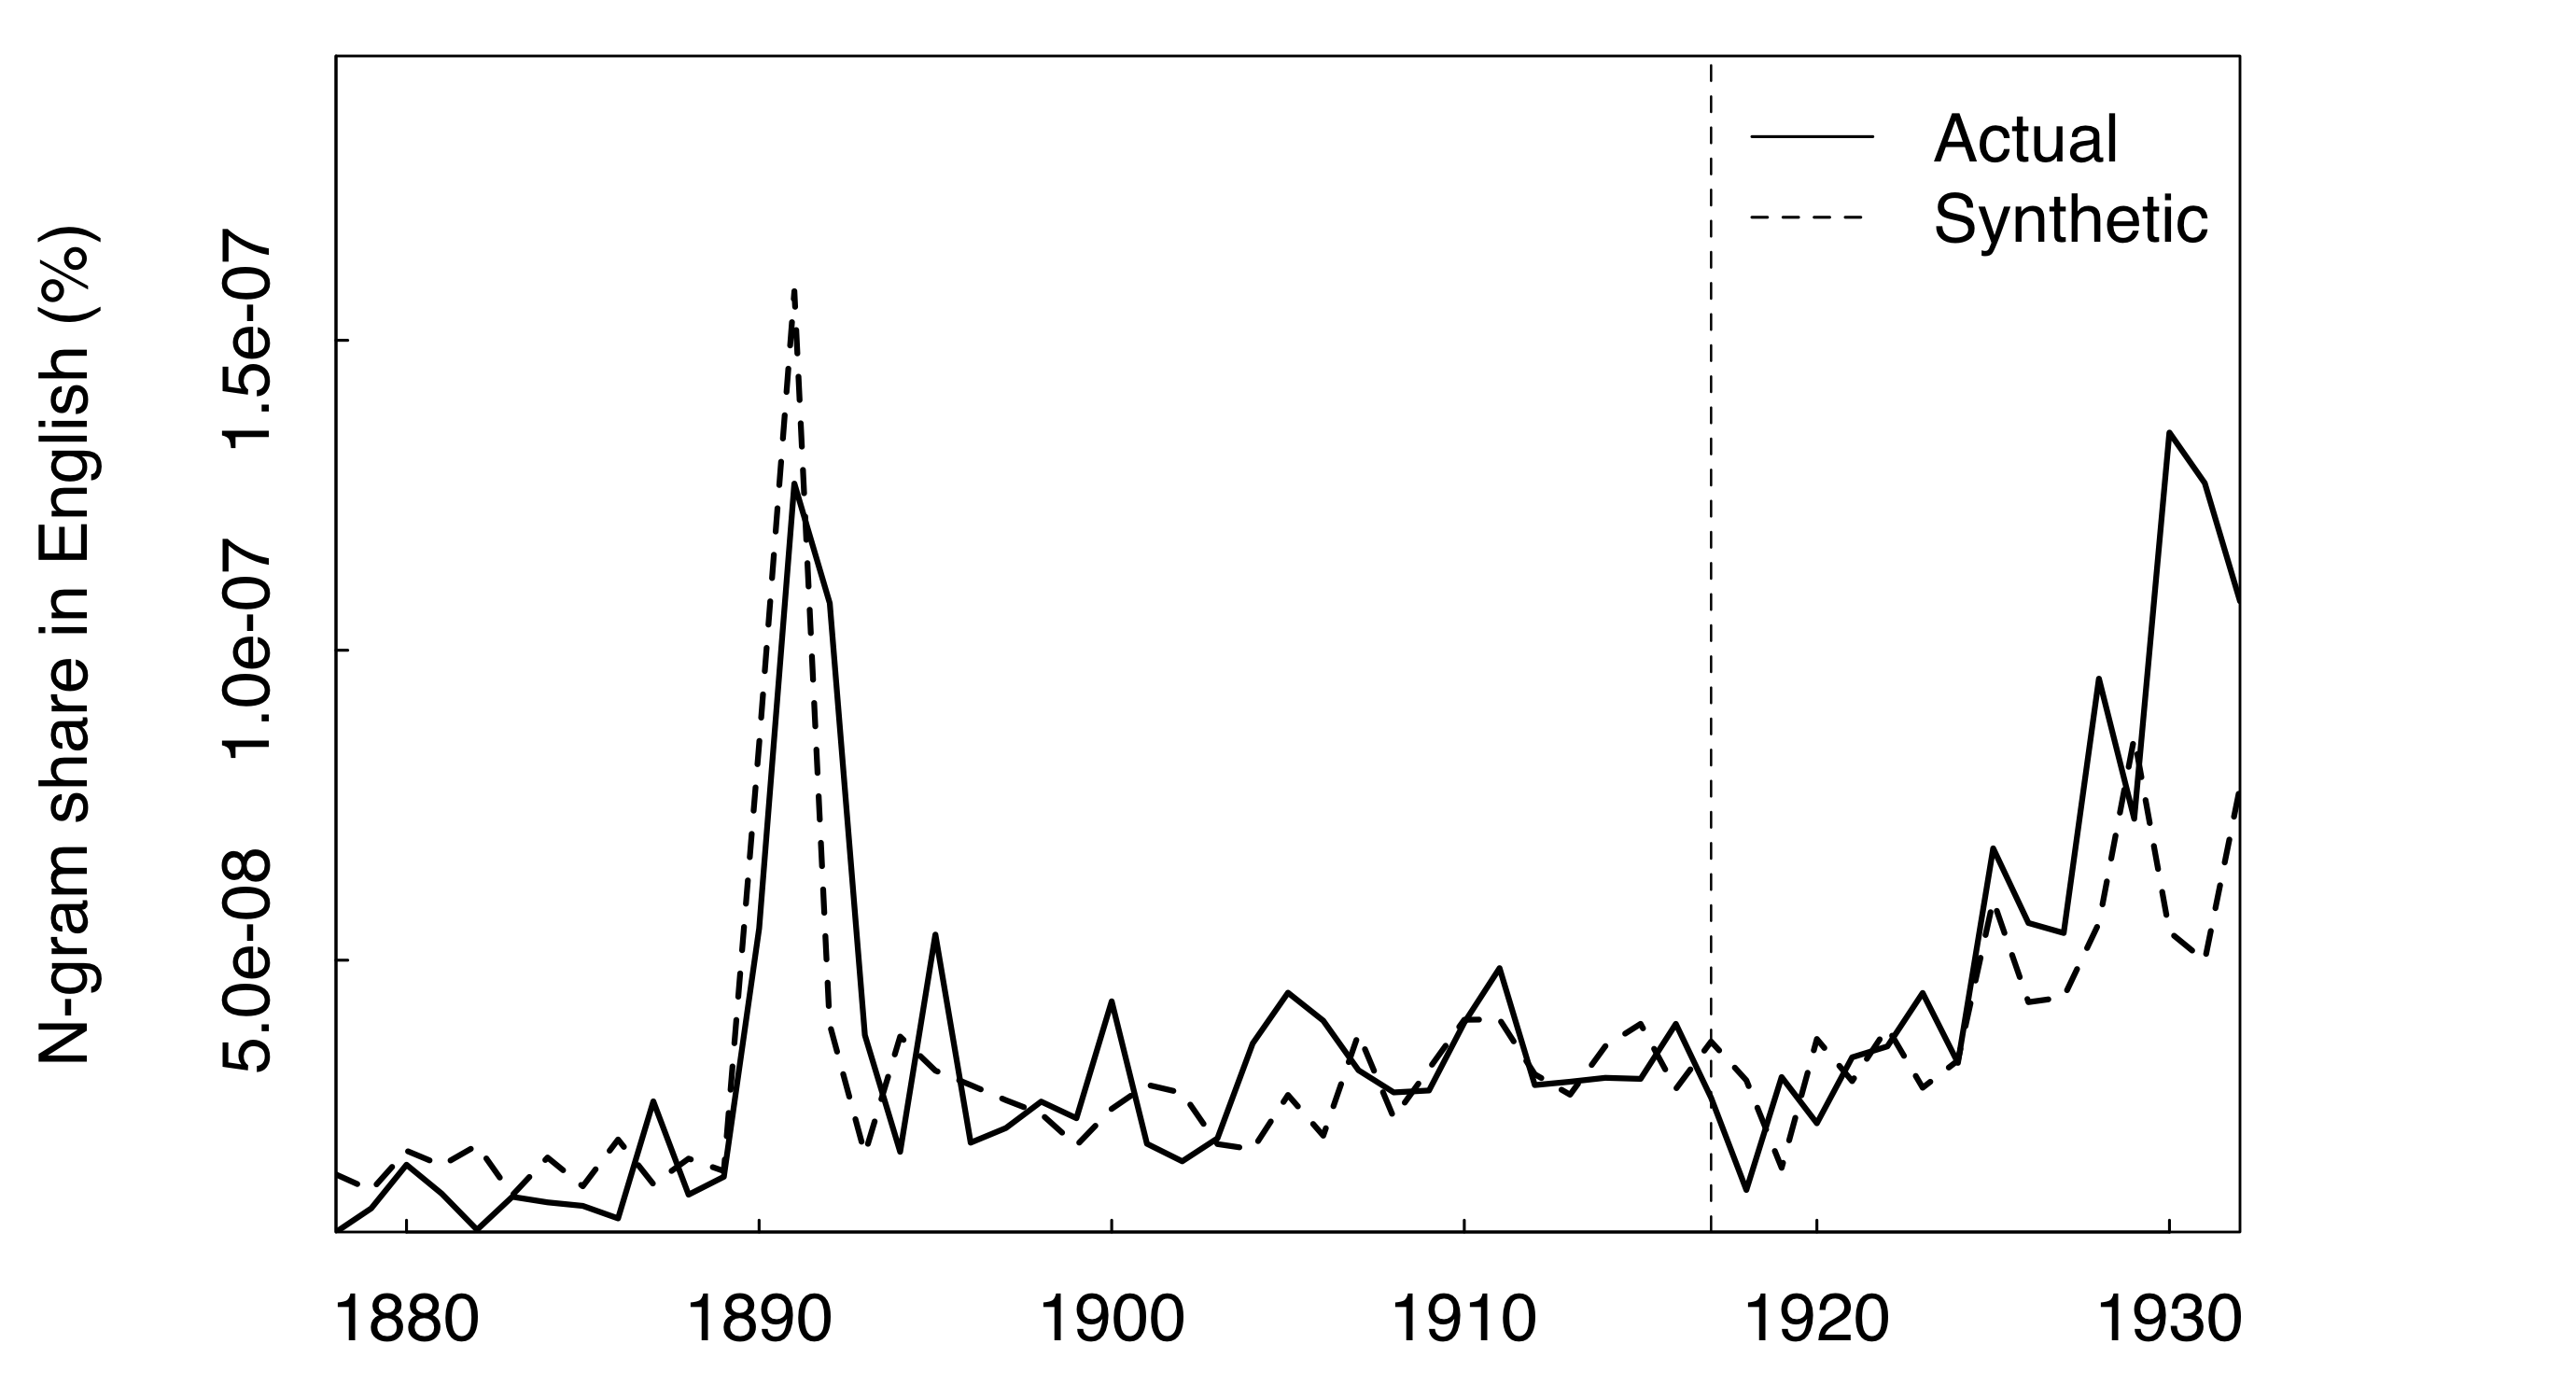 N-gram share in English (%)
1.5e-07
1.0e-07
5.0e-08
Actual
Synthetic
1880 1890 1900 1910 1920 1930